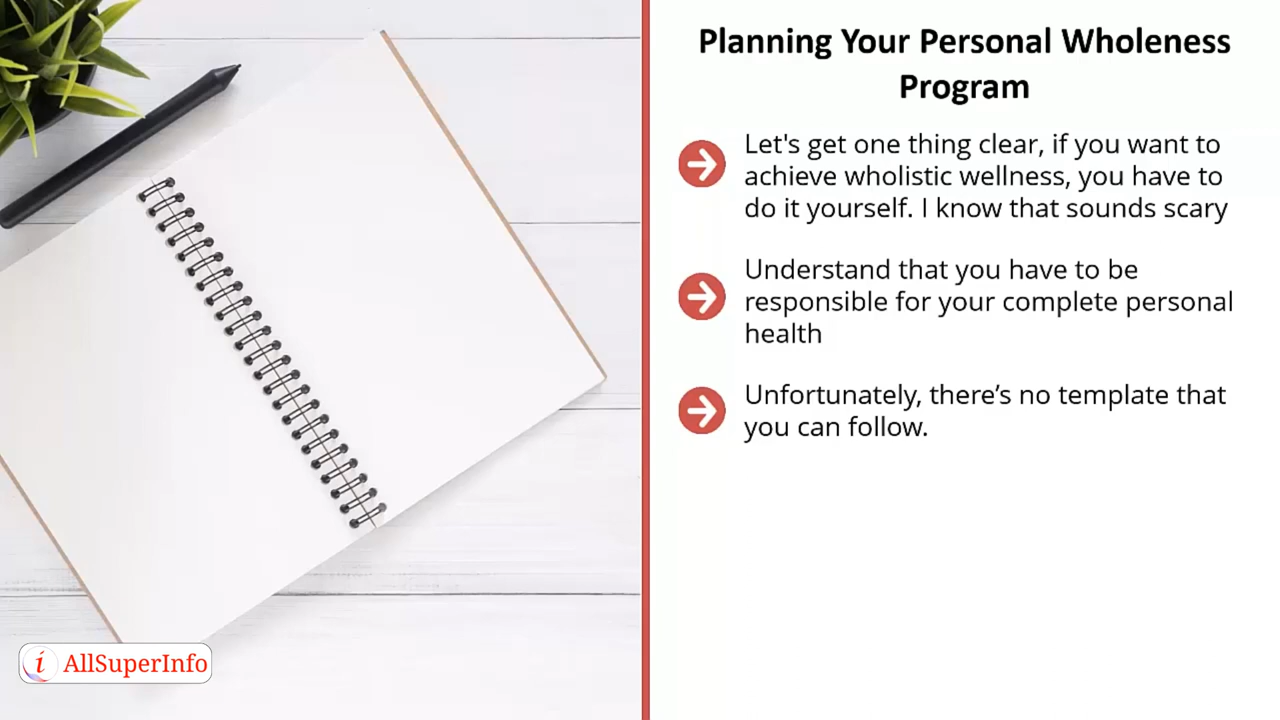 Planning Your Personal Wholeness
Program
Let's get one thing clear, if you want to
achieve wholistic wellness, you have to
do it yourself. I know that sounds scary
Understand that you have to be
responsible for your complete personal
health
Unfortunately, there’s no template that
you can follow.
i AllSuperInfo